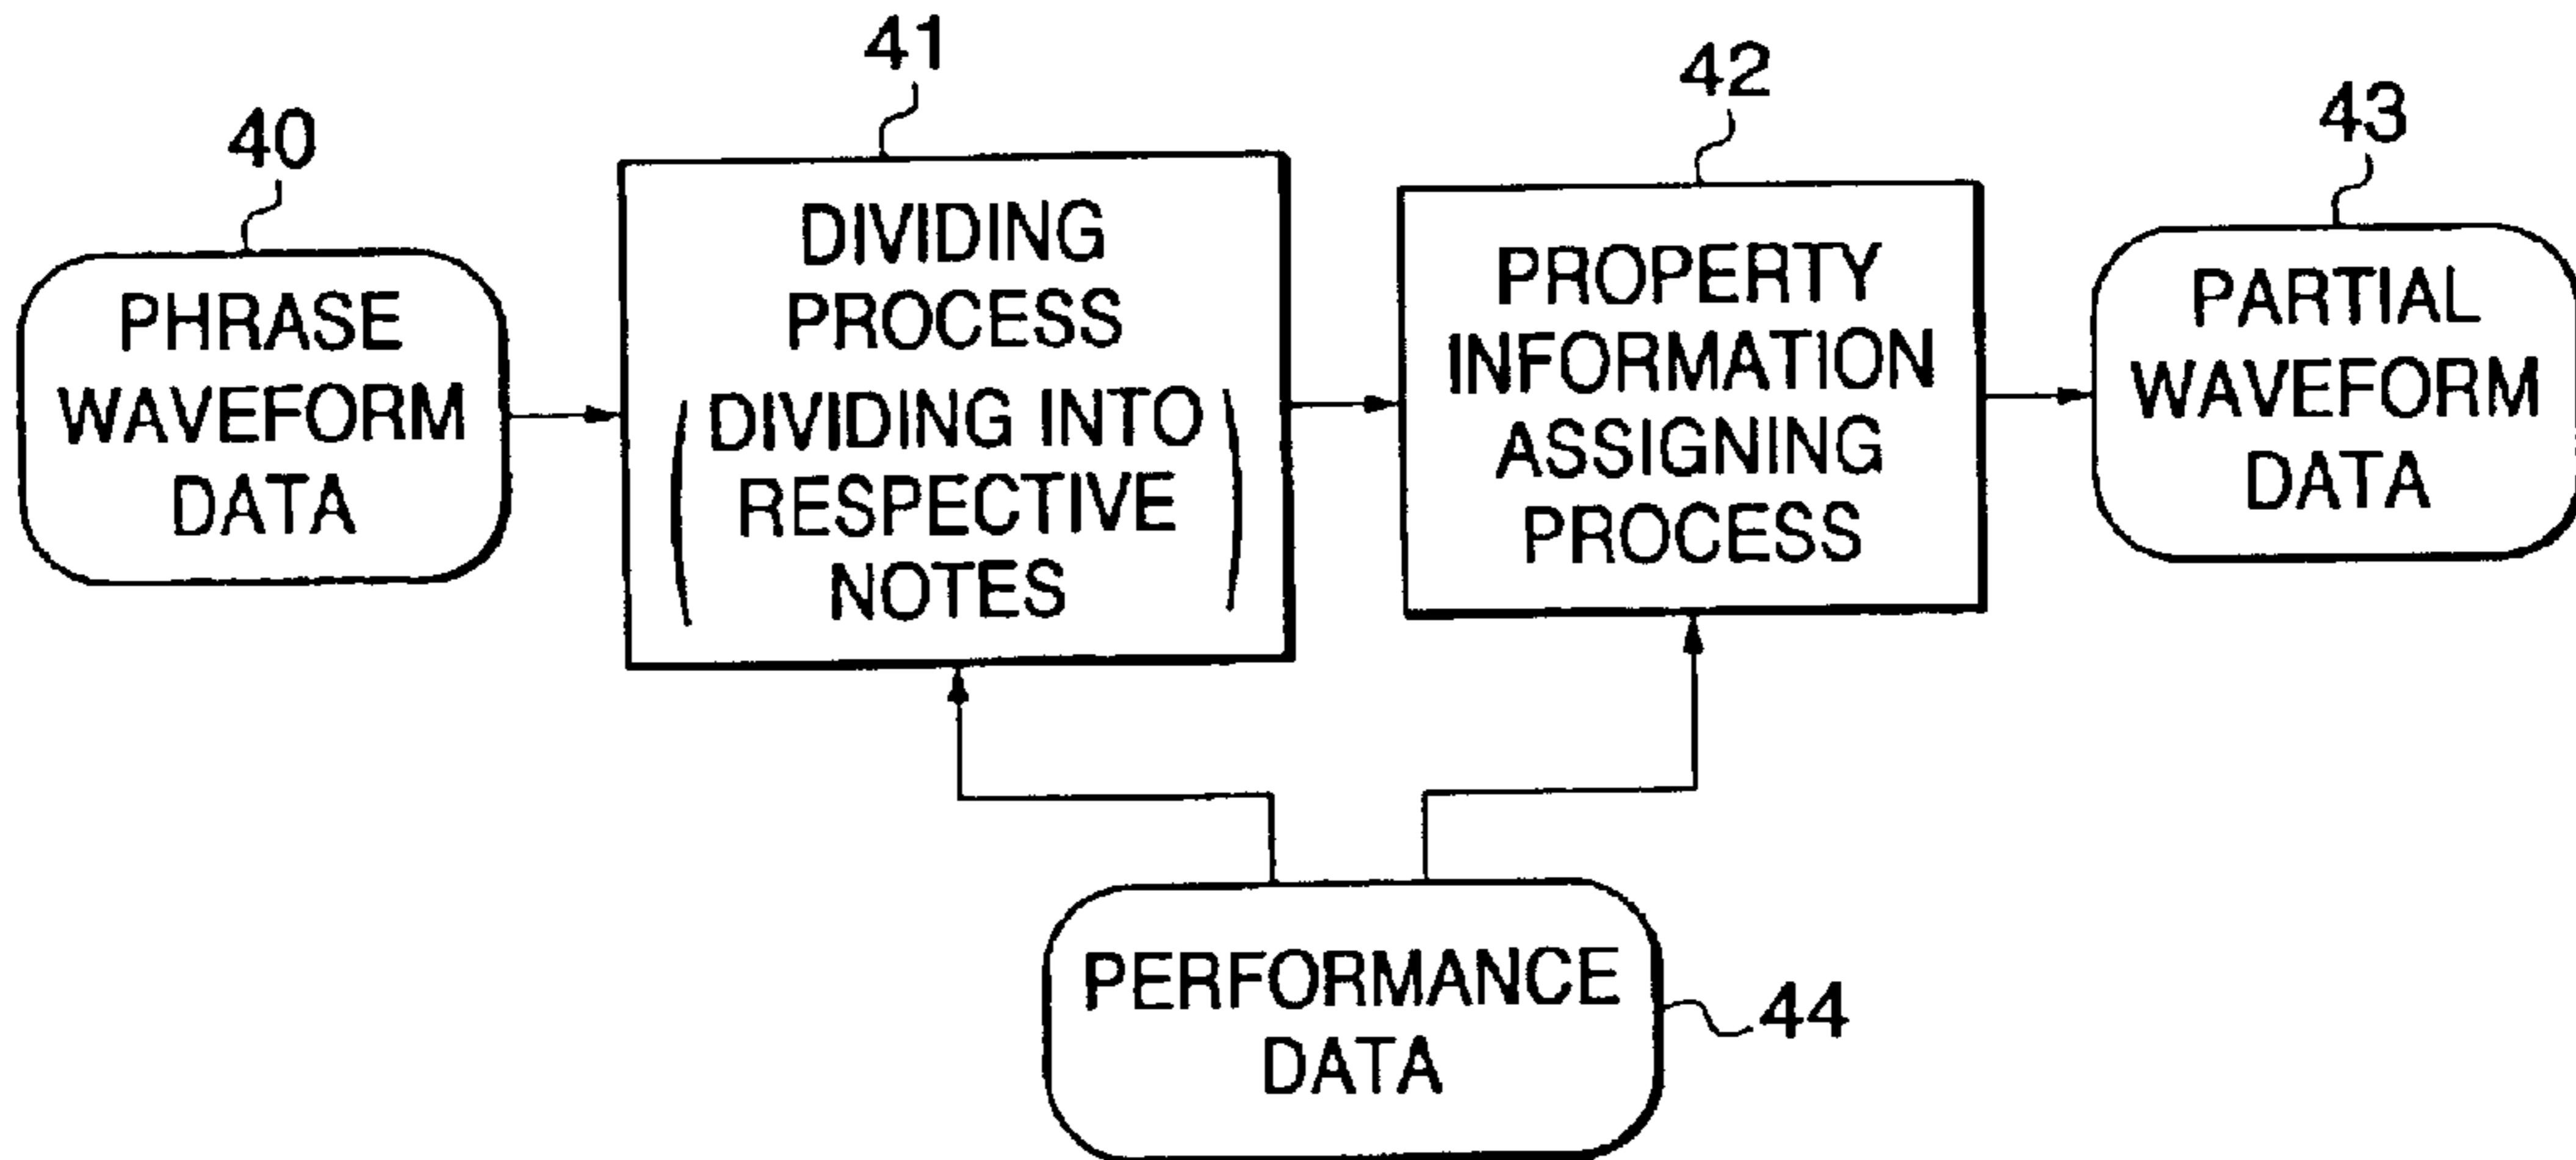 40
PHRASE
WAVEFORM
DATA
41
DIVIDING
PROCESS
( DIVIDING INTO
RESPECTIVE
NOTES )
42
PROPERTY
INFORMATION
ASSIGNING
PROCESS
43
PARTIAL
WAVEFORM
DATA
PERFORMANCE
DATA
44